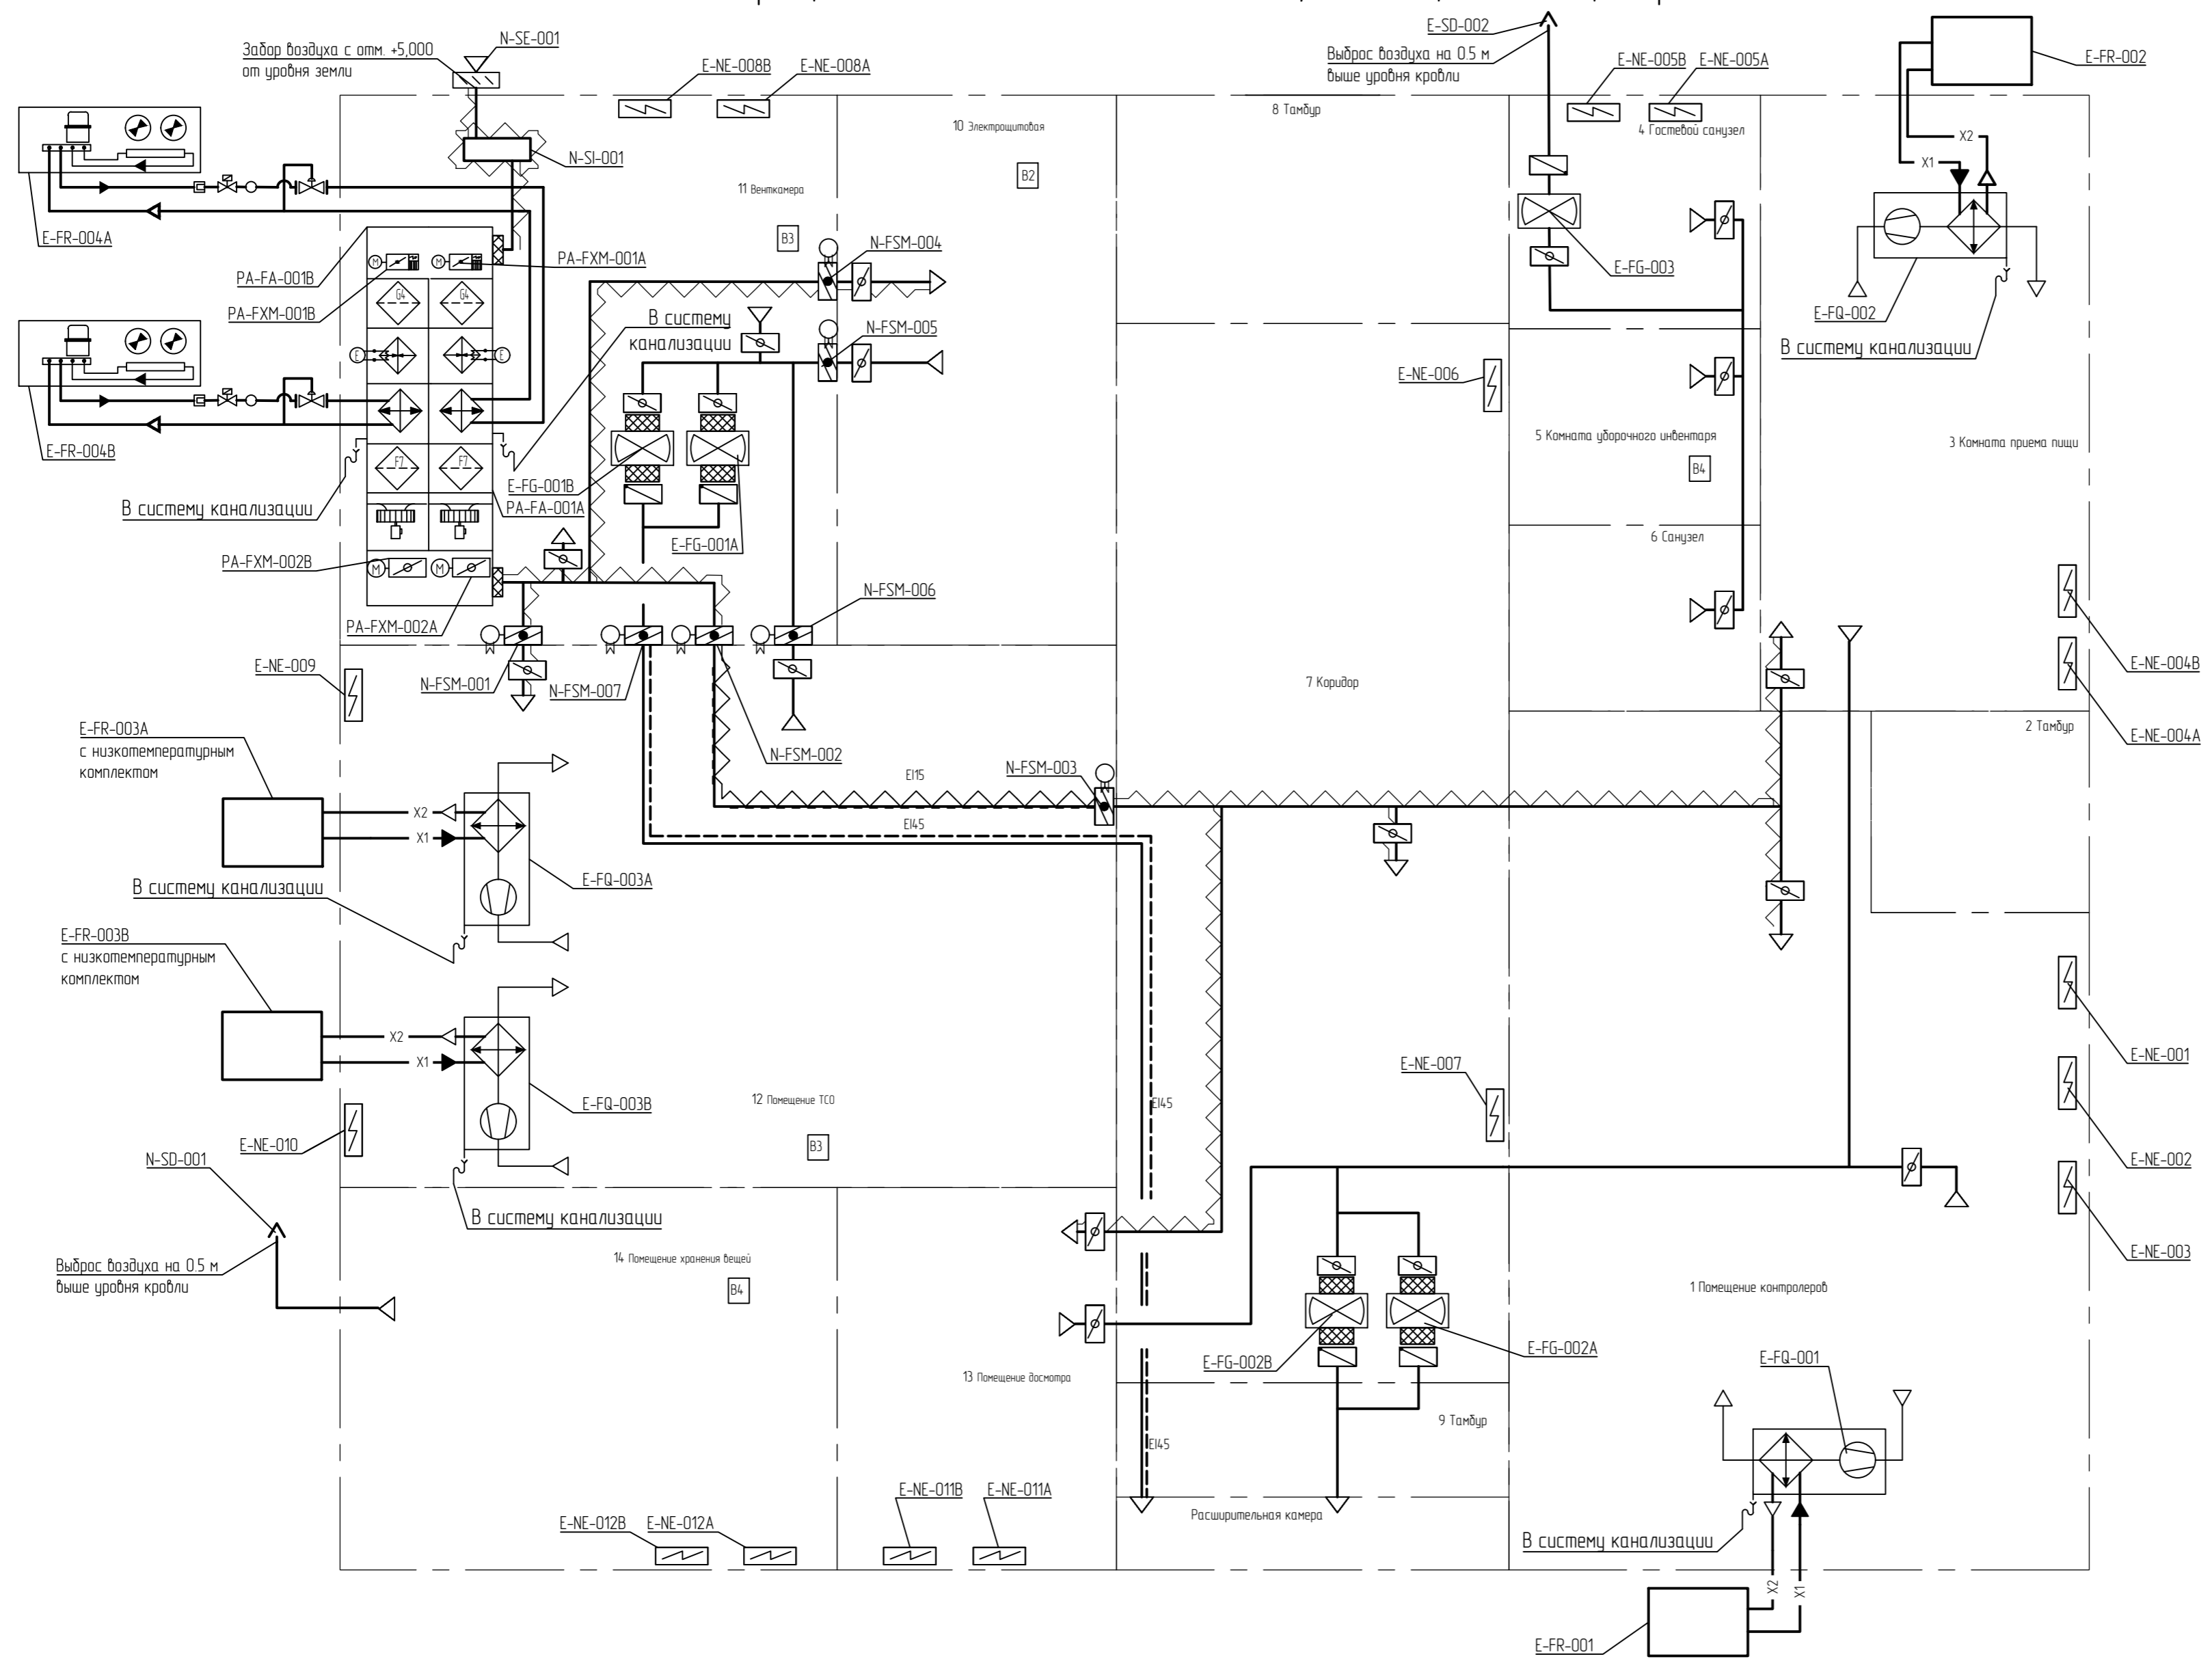 N-SE-001
Забор воздуха с отм. +5,000
от уровня земли
E-NE-008B
E-NE-008A
E-SD-002
Выброс воздуха на 0.5 м
выше уровня кровли
E-NE-005B
E-NE-005A
E-FR-002
8 Тамбур
10 Электрощитовая
4 Гостевой санузел
X2
X1
N-SI-001
B2
11 Венткамера
B3
N-FSM-004
E-FR-004A
PA-FXM-001A
PA-FA-001B
M
M
E-FG-003
G4
G4
PA-FXM-001B
В систему
канализации
N-FSM-005
E-FQ-002
В систему канализации
E
E
E-NE-006
E-FR-004B
5 Комната уборочного инвентаря
3 Комната приема пищи
F7
F7
B4
E-FG-001B
В систему канализации
PA-FA-001A
E-FG-001A
6 Санузел
PA-FXM-002B
M
M
N-FSM-006
PA-FXM-002A
E-NE-009
N-FSM-001
N-FSM-007
7 Коридор
E-NE-004B
E-FR-003A
с низкотемпературным
комплектом
N-FSM-002
2 Тамбур
E-NE-004A
EI15
N-FSM-003
X2
EI45
X1
E-FQ-003A
В систему канализации
E-FR-003B
с низкотемпературным
комплектом
X2
X1
E-NE-001
E-NE-007
12 Помещение ТСО
EI45
E-FQ-003B
E-NE-010
B3
N-SD-001
E-NE-002
В систему канализации
14 Помещение хранения вещей
E-NE-003
Выброс воздуха на 0.5 м
выше уровня кровли
B4
1 Помещение контролеров
E-FG-002B
E-FG-002A
E-FQ-001
13 Помещение досмотра
9 Тамбур
EI45
E-NE-011B
E-NE-011A
E-NE-012B
E-NE-012A
Расширительная камера
В систему канализации
X2
X1
E-FR-001